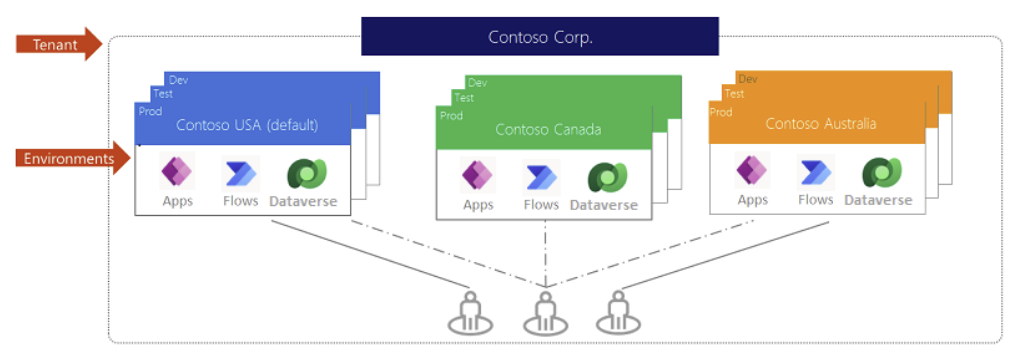 Contoso Corp.
Tenant
Dev
Test
Prod
Contoso USA (default)
Dev
Test
Prod
Contoso Canada
Dev
Test
Prod
Contoso Australia
Environments
Apps
Flows
Dataverse
Apps
Flows
Dataverse
Apps
Flows
Dataverse